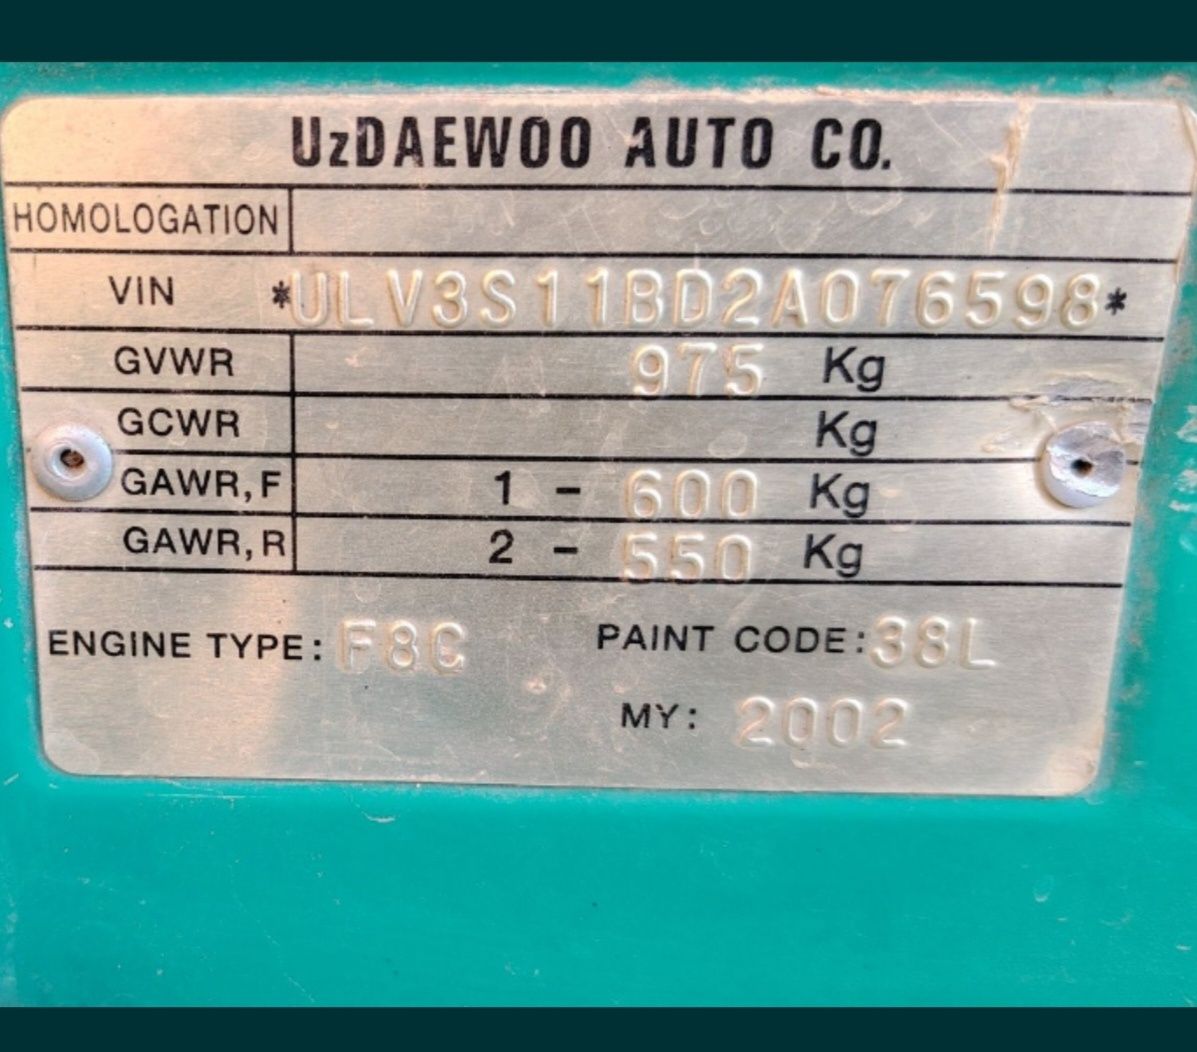 UzDAEWOO AUTO CO.
HOMOLOGATION
VIN *ULV3S11BD2A076598*
GVWR 975 Kg
GCWR Kg
GAWR, F 1 - 600 Kg
GAWR, R 2 - 550 Kg
ENGINE TYPE: F8C PAINT CODE: 38L
MY: 2002